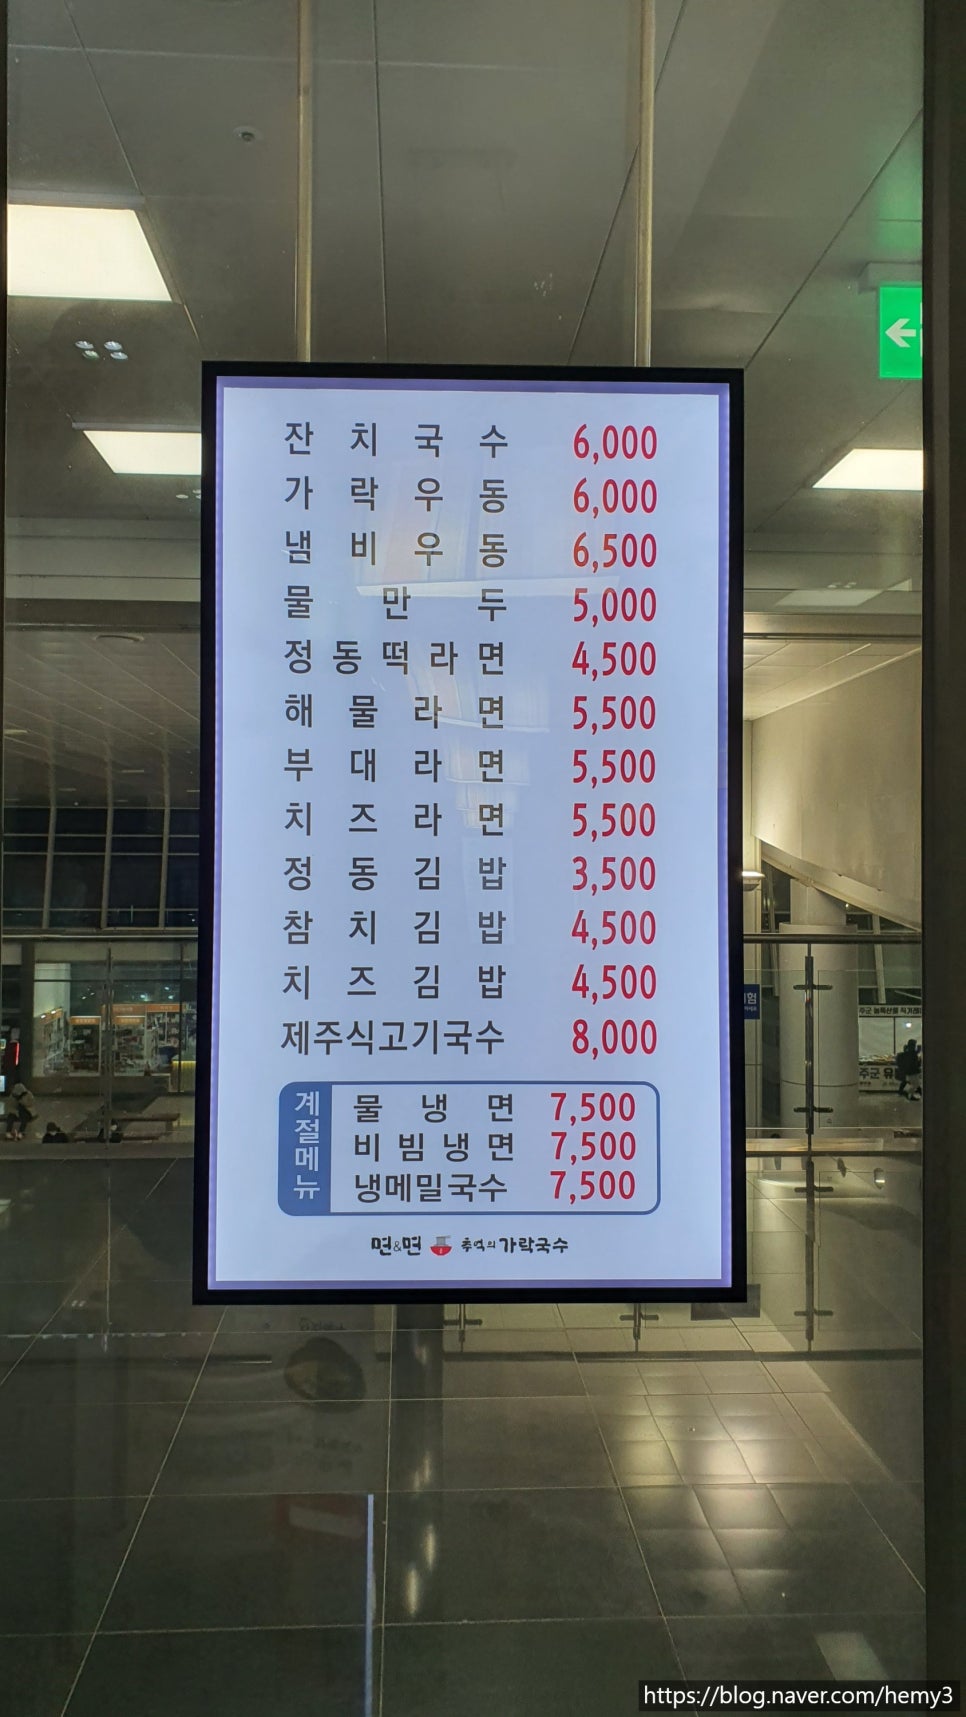 잔치국수 6,000
가락우동 6,000
냄비우동 6,500
물만두 5,000
정동떡라면 4,500
해물라면 5,500
부대라면 5,500
치즈라면 5,500
정동김밥 3,500
참치김밥 4,500
치즈김밥 4,500
제주식고기국수 8,000
계절메뉴
물냉면 7,500
비빔냉면 7,500
냉메밀국수 7,500
면&면 추억의 가락국수
https://blog.naver.com/hemy3